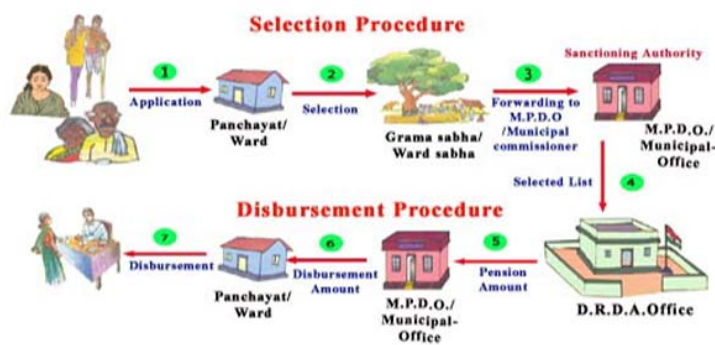 Selection Procedure
Sanctioning Authority
1
2
3
Application
Selection
Forwarding to
M.P.D.O
/Municipal
commissioner
Panchayat/
Ward
Grama sabha/
Ward sabha
M.P.D.O./
Municipal-
Office
Selected List
4
Disbursement Procedure
7
6
5
Disbursement
Disbursement
Amount
Pension
Amount
Panchayat/
Ward
M.P.D.O./
Municipal-
Office
D.R.D.A.Office